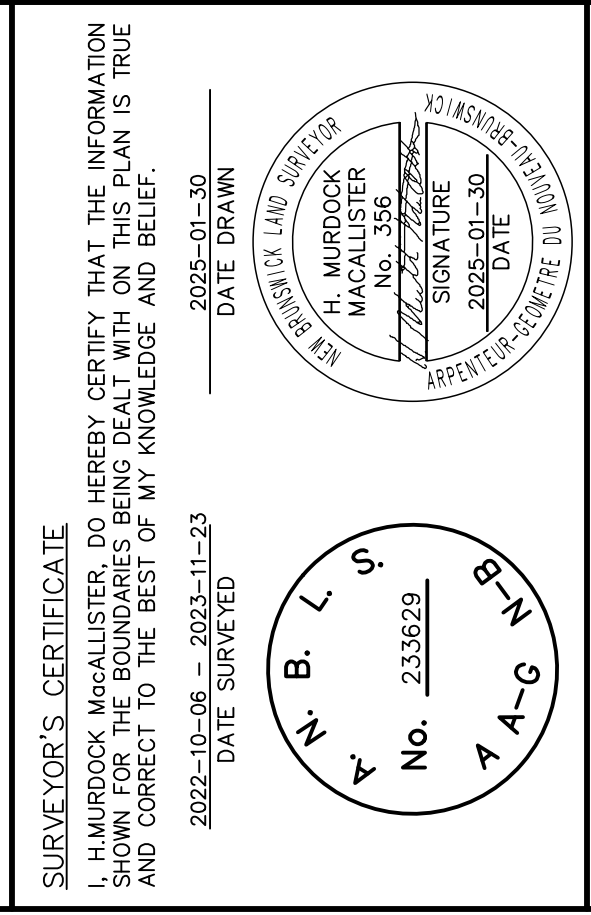 SURVEYOR'S CERTIFICATE
I, H.MURDOCK MacALLISTER, DO HEREBY CERTIFY THAT THE INFORMATION
SHOWN FOR THE BOUNDARIES BEING DEALT WITH ON THIS PLAN IS TRUE
AND CORRECT TO THE BEST OF MY KNOWLEDGE AND BELIEF.
2022-10-06 - 2023-11-23
DATE SURVEYED
2025-01-30
DATE DRAWN
A. N. B. L. S.
No. 233629
A A-G N-B
NEW BRUNSWICK LAND SURVEYOR
H. MURDOCK
MACALLISTER
No. 356
SIGNATURE
2025-01-30
DATE
ARPENTEUR-GEOMETRE DU NOUVEAU-BRUNSWICK